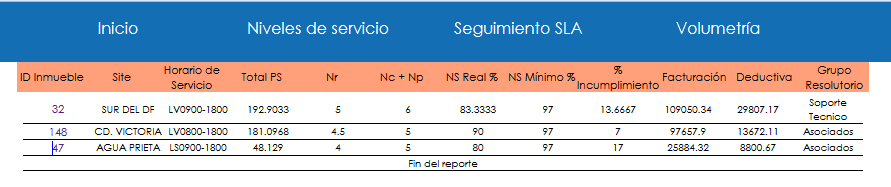 Inicio Niveles de servicio Seguimiento SLA Volumetría
ID Inmueble Site Horario de Servicio Total PS Nr Nc + Np NS Real % NS Mínimo % % Incumplimiento Facturación Deductiva Grupo Resolutorio
32 SUR DEL DF LV0900-1800 192.9033 5 6 83.3333 97 13.6667 109050.34 29807.17 Soporte Tecnico
148 CD. VICTORIA LV0800-1800 181.0968 4.5 5 90 97 7 97657.9 13672.11 Asociados
47 AGUA PRIETA LS0900-1800 48.129 4 5 80 97 17 25884.32 8800.67 Asociados
Fin del reporte